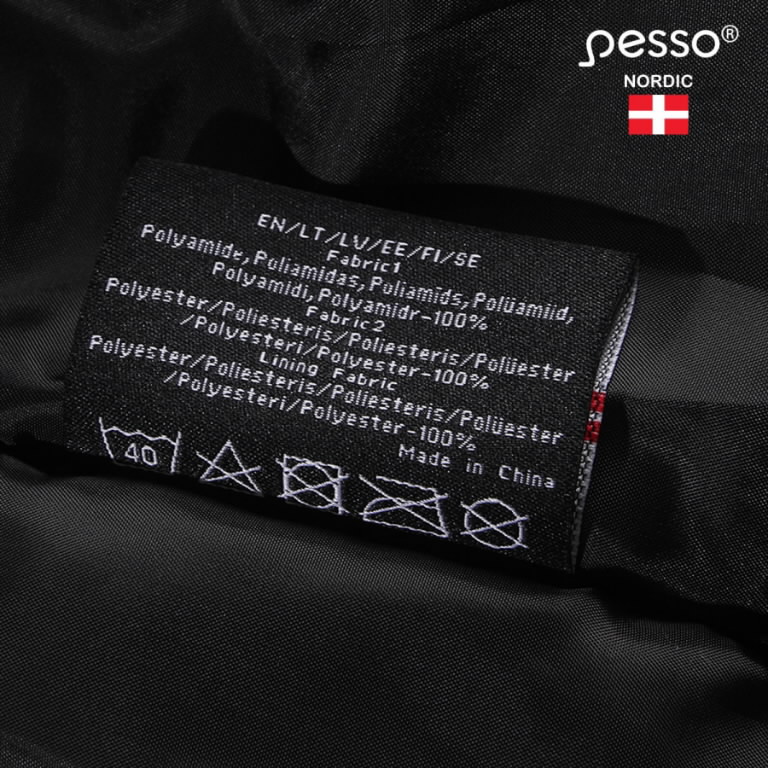 pesso®
NORDIC
EN/LT/LV/EE/FI/SE
Fabric1
Polyamide, Poliamidas, Poliamīds, Polüamiid,
Polyamidi, Polyamidr-100%
Fabric2
Polyester/Poliesteris/Poliesteris/Polüester
/Polyesteri/Polyester-100%
Lining Fabric
Polyester/Poliesteris/Poliesteris/Polüester
/Polyesteri/Polyester-100%
Made in China
40